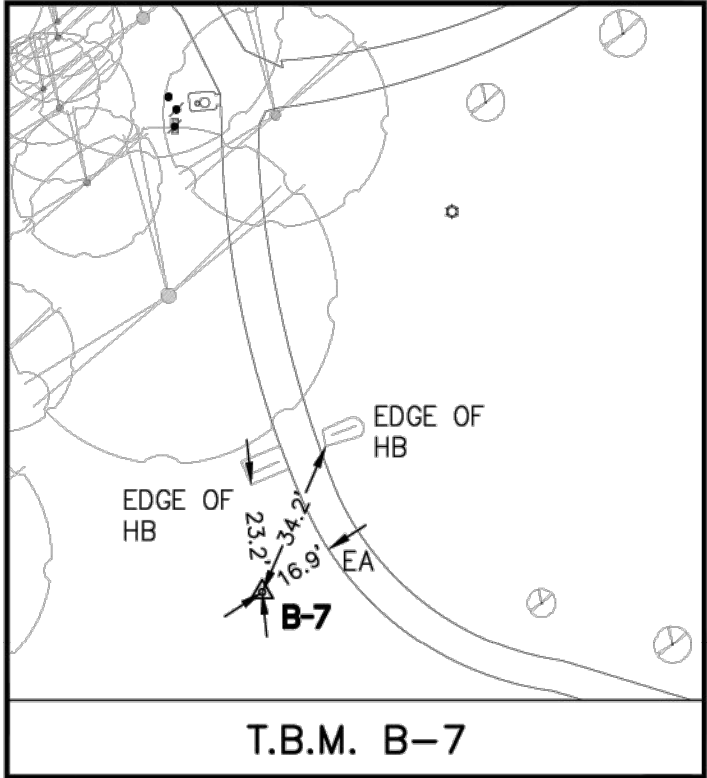 EDGE OF
HB
EDGE OF
HB
23.2'
34.2'
16.9'
EA
B-7
T.B.M. B-7